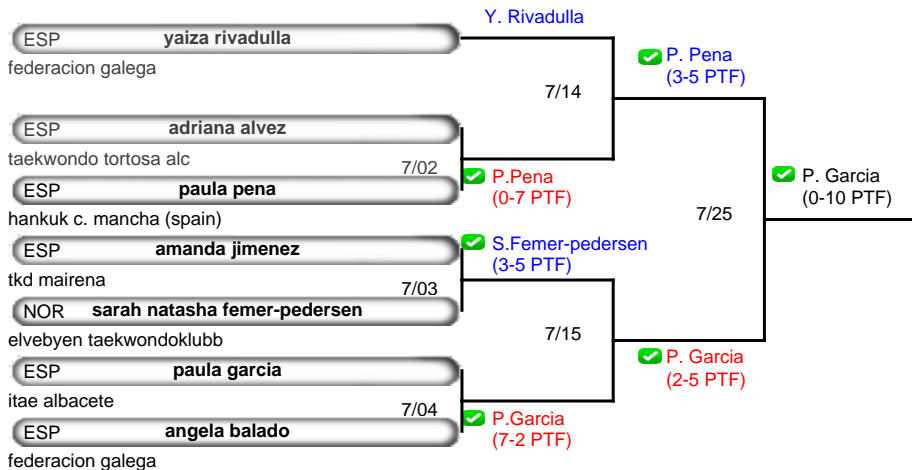 Y. Rivadulla
ESP yaiza rivadulla
federacion galega
P. Pena
(3-5 PTF)
7/14
ESP adriana alvez
taekwondo tortosa alc
7/02
P.Pena
(0-7 PTF)
ESP paula pena
hankuk c. mancha (spain)
P. Garcia
(0-10 PTF)
7/25
ESP amanda jimenez
tkd mairena
S.Femer-pedersen
(3-5 PTF)
7/03
NOR sarah natasha femer-pedersen
elvebyen taekwondoklubb
7/15
ESP paula garcia
itae albacete
P. Garcia
(2-5 PTF)
7/04
P.Garcia
(7-2 PTF)
ESP angela balado
federacion galega